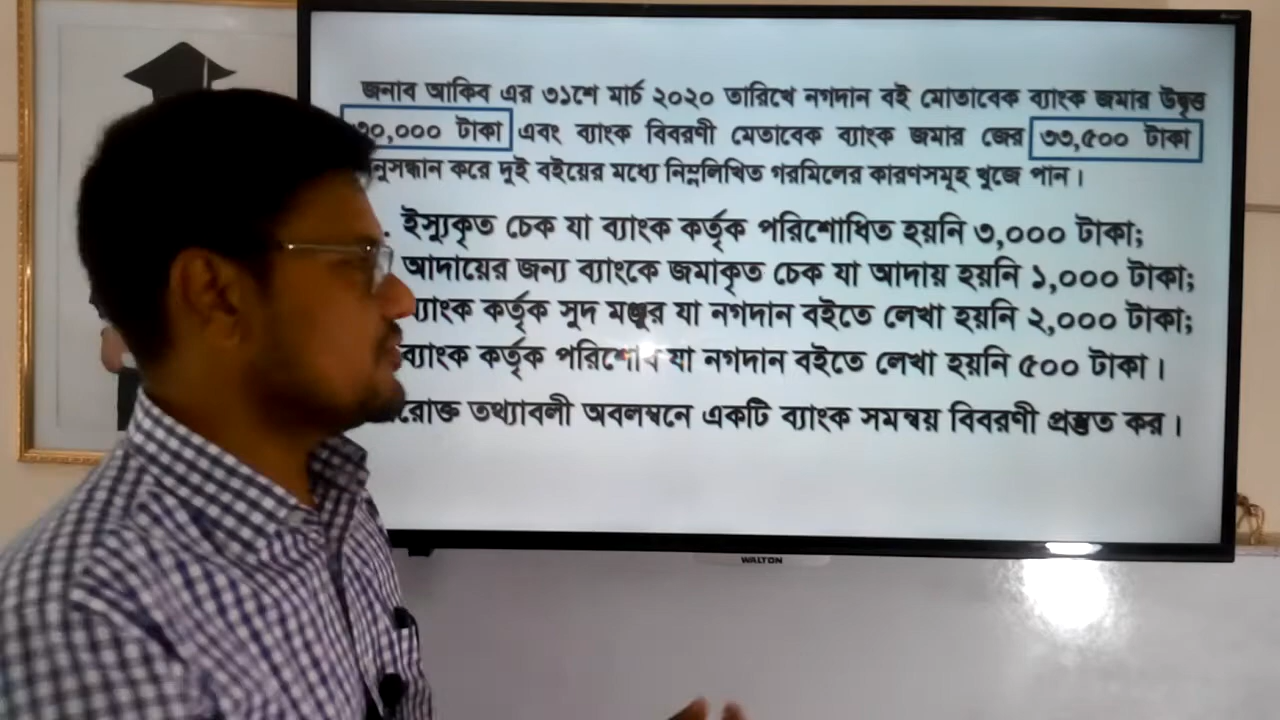 জনাব আকিব এর ৩১শে মার্চ ২০২০ তারিখে নগদান বই মোতাবেক ব্যাংক জমার উদ্বৃত্ত
৩০,০০০ টাকা এবং ব্যাংক বিবরণী মেতাবেক ব্যাংক জমার জের ৩৩,৫০০ টাকা
নুসন্ধান করে দুই বইয়ের মধ্যে নিম্নলিখিত গরমিলের কারণসমূহ খুজে পান।
ইস্যুকৃত চেক যা ব্যাংক কর্তৃক পরিশোধিত হয়নি ৩,০০০ টাকা;
আদায়ের জন্য ব্যাংকে জমাকৃত চেক যা আদায় হয়নি ১,০০০ টাকা;
ব্যাংক কর্তৃক সুদ মঞ্জুর যা নগদান বইতে লেখা হয়নি ২,০০০ টাকা;
ব্যাংক কর্তৃক পরিশোধ যা নগদান বইতে লেখা হয়নি ৫০০ টাকা।
রোক্ত তথ্যাবলী অবলম্বনে একটি ব্যাংক সমন্বয় বিবরণী প্রস্তুত কর।
WALTON